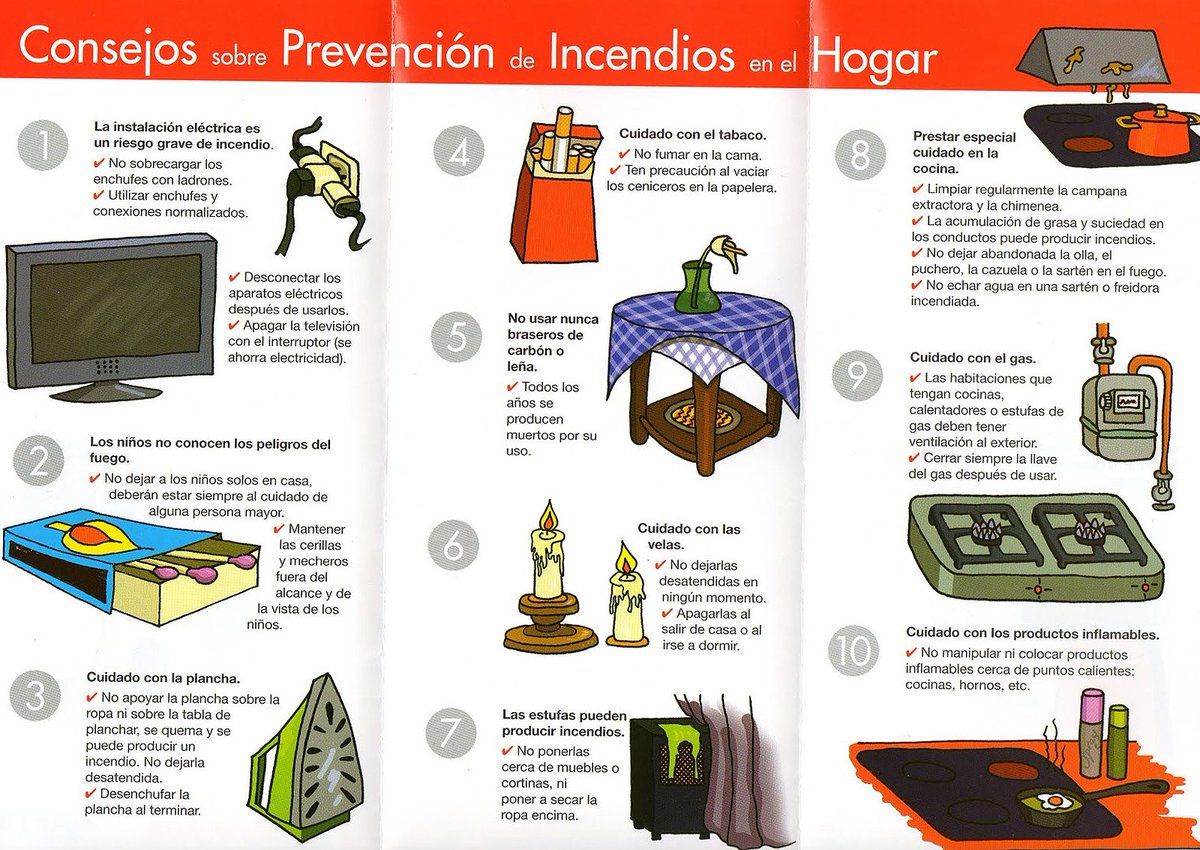 Consejos sobre Prevención de Incendios en el Hogar
1
La instalación eléctrica es
un riesgo grave de incendio.
✔ No sobrecargar los
enchufes con ladrones.
✔ Utilizar enchufes y
conexiones normalizados.
✔ Desconectar los
aparatos eléctricos
después de usarlos.
✔ Apagar la televisión
con el interruptor (se
ahorra electricidad).
2
Los niños no conocen los peligros del
fuego.
✔ No dejar a los niños solos en casa,
deberán estar siempre al cuidado de
alguna persona mayor.
✔ Mantener
las cerillas
y mecheros
fuera del
alcance y de
la vista de los
niños.
3
Cuidado con la plancha.
✔ No apoyar la plancha sobre la
ropa ni sobre la tabla de
planchar, se quema y se
puede producir un
incendio. No dejarla
desatendida.
✔ Desenchufar la
plancha al terminar.
4
Cuidado con el tabaco.
✔ No fumar en la cama.
✔ Ten precaución al vaciar
los ceniceros en la papelera.
5
No usar nunca
braseros de
carbón o
leña.
✔ Todos los
años se
producen
muertos por su
uso.
6
Cuidado con las
velas.
✔ No dejarlas
desatendidas en
ningún momento.
✔ Apagarlas al
salir de casa o al
irse a dormir.
7
Las estufas pueden
producir incendios.
✔ No ponerlas
cerca de muebles o
cortinas, ni
poner a secar la
ropa encima.
8
Prestar especial
cuidado en la
cocina.
✔ Limpiar regularmente la campana
extractora y la chimenea.
✔ La acumulación de grasa y suciedad en
los conductos puede producir incendios.
✔ No dejar abandonada la olla, el
puchero, la cazuela o la sartén en el fuego.
✔ No echar agua en una sartén o freidora
incendiada.
9
Cuidado con el gas.
✔ Las habitaciones que
tengan cocinas,
calentadores o estufas de
gas deben tener
ventilación al exterior.
✔ Cerrar siempre la llave
del gas después de usar.
10
Cuidado con los productos inflamables.
✔ No manipular ni colocar productos
inflamables cerca de puntos calientes:
cocinas, hornos, etc.